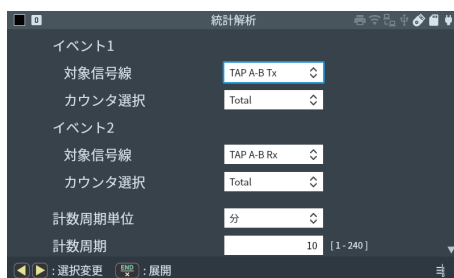 0 統計解析
イベント1
対象信号線 TAP A-B Tx
カウンタ選択 Total
イベント2
対象信号線 TAP A-B Rx
カウンタ選択 Total
計数周期単位 分
計数周期 10 [1-240]
:選択変更 END × :展開